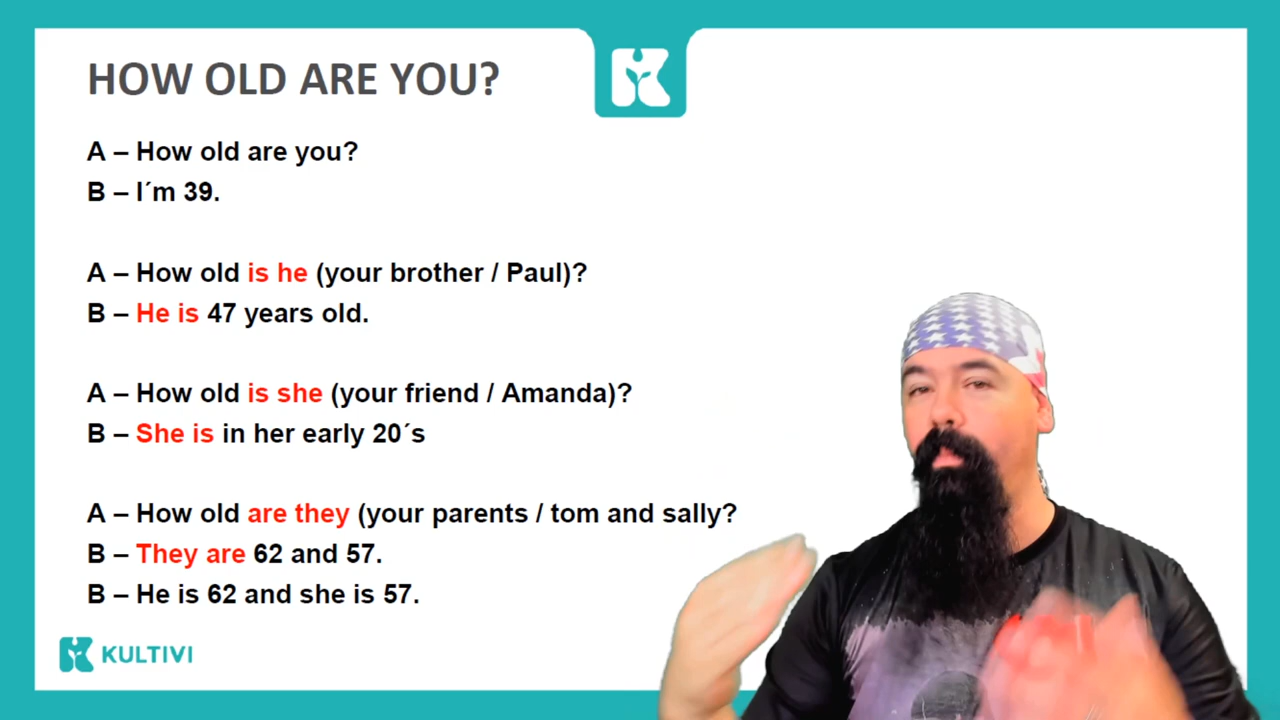 HOW OLD ARE YOU?
A – How old are you?
B – I´m 39.
A – How old is he (your brother / Paul)?
B – He is 47 years old.
A – How old is she (your friend / Amanda)?
B – She is in her early 20´s
A – How old are they (your parents / tom and sally?
B – They are 62 and 57.
B – He is 62 and she is 57.
KULTIVI